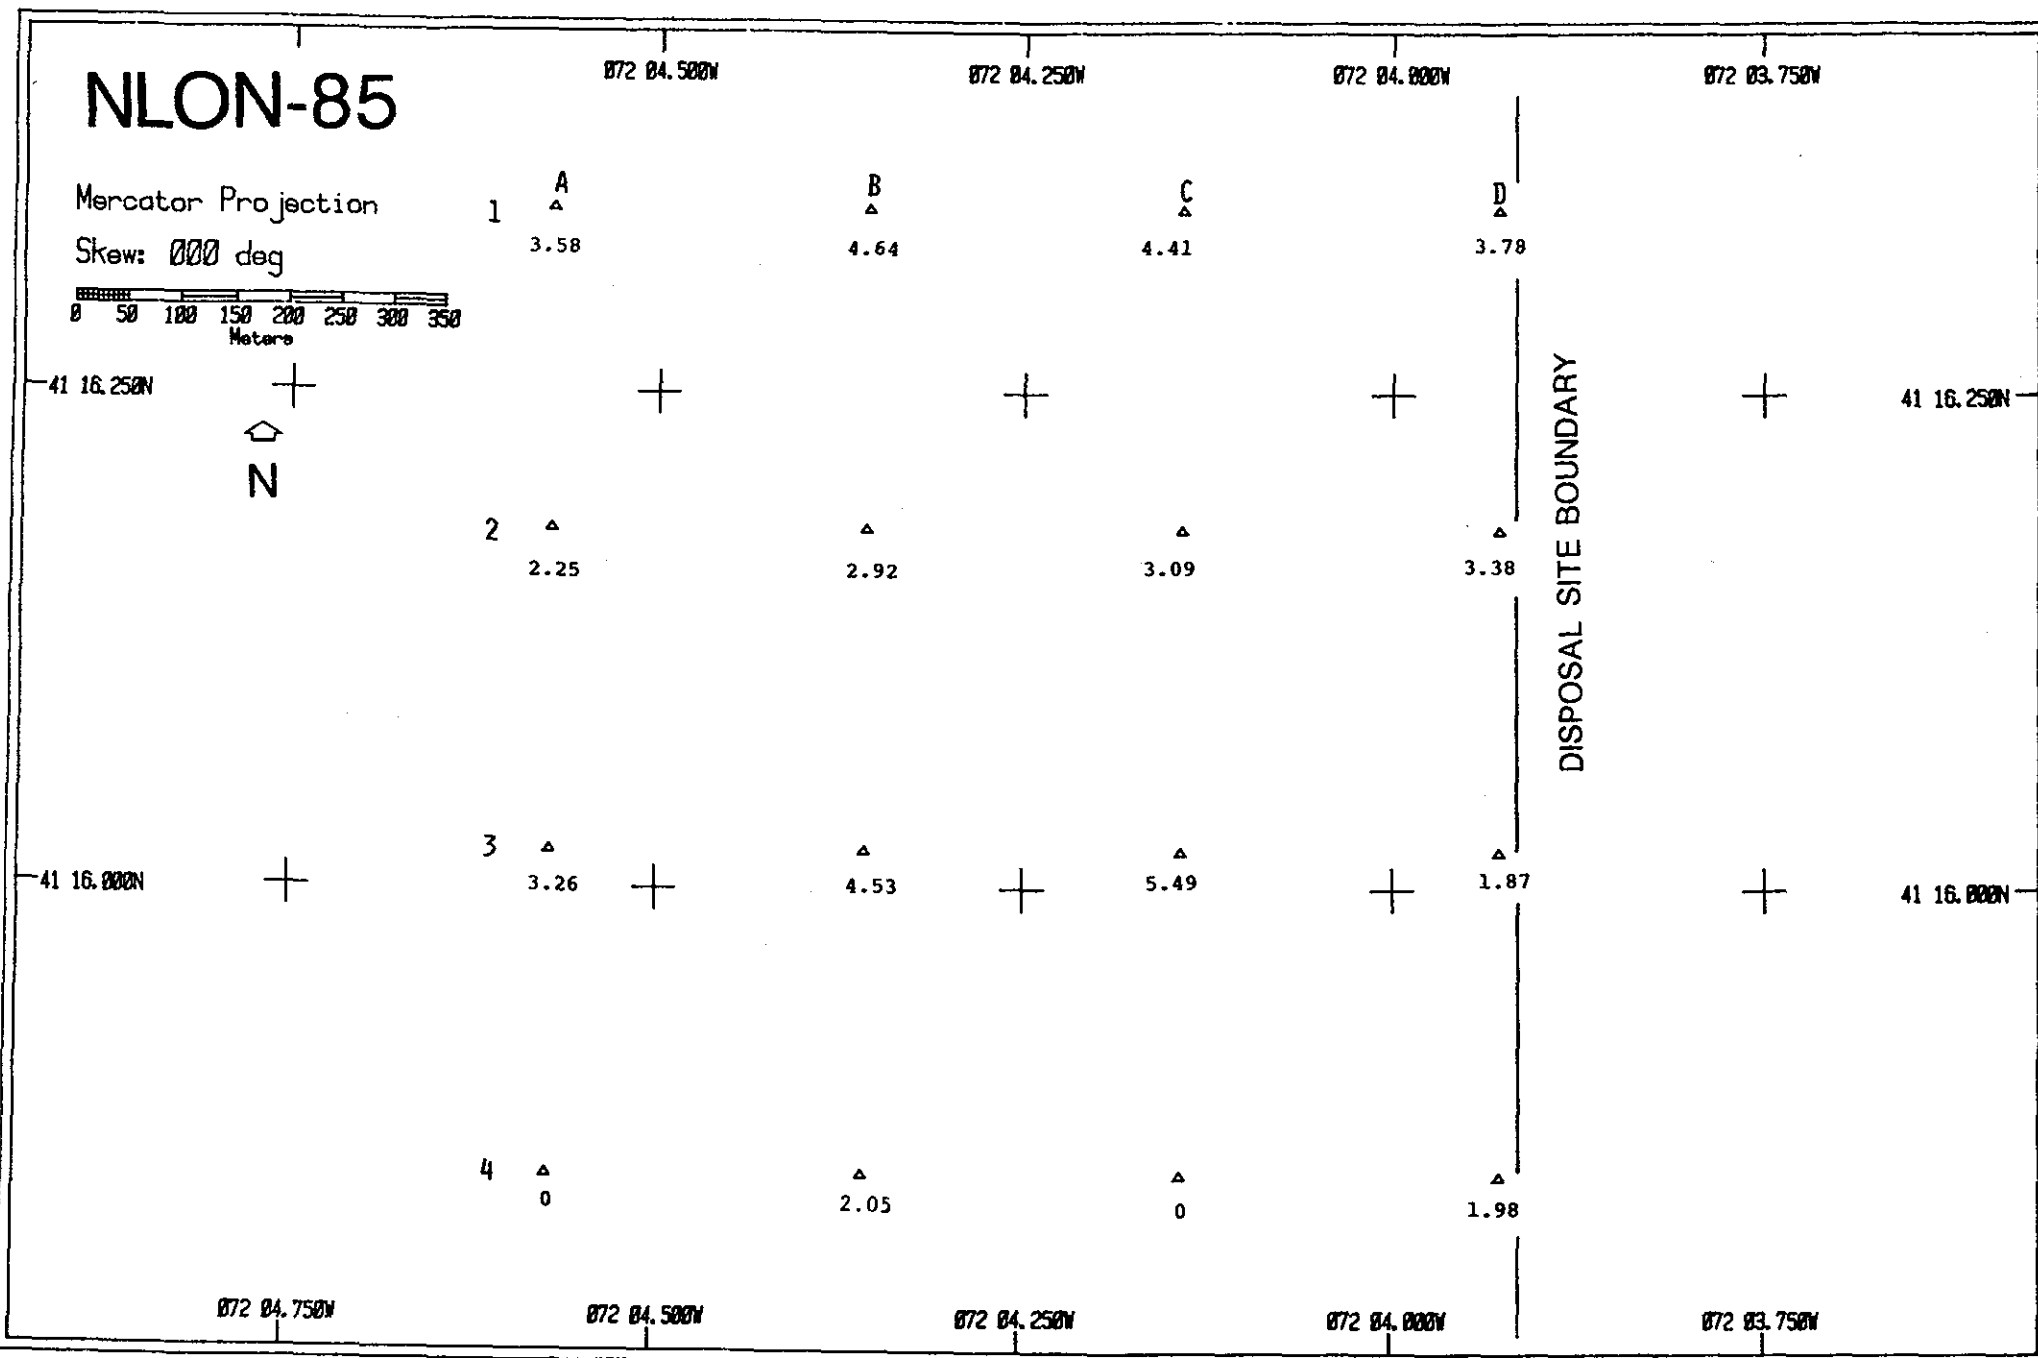 072 04.500W 072 04.250W 072 04.000W 072 03.750W
NLON-85
Mercator Projection
Skew: 000 deg
0 50 100 150 200 250 300 350
Meters
A B C D
1
3.58 4.64 4.41 3.78
41 16.250N 41 16.250N
N
2
2.25 2.92 3.09 3.38
DISPOSAL SITE BOUNDARY
3
41 16.000N 3.26 4.53 5.49 1.87 41 16.000N
4
0 2.05 0 1.98
072 04.750W 072 04.500W 072 04.250W 072 04.000W 072 03.750W